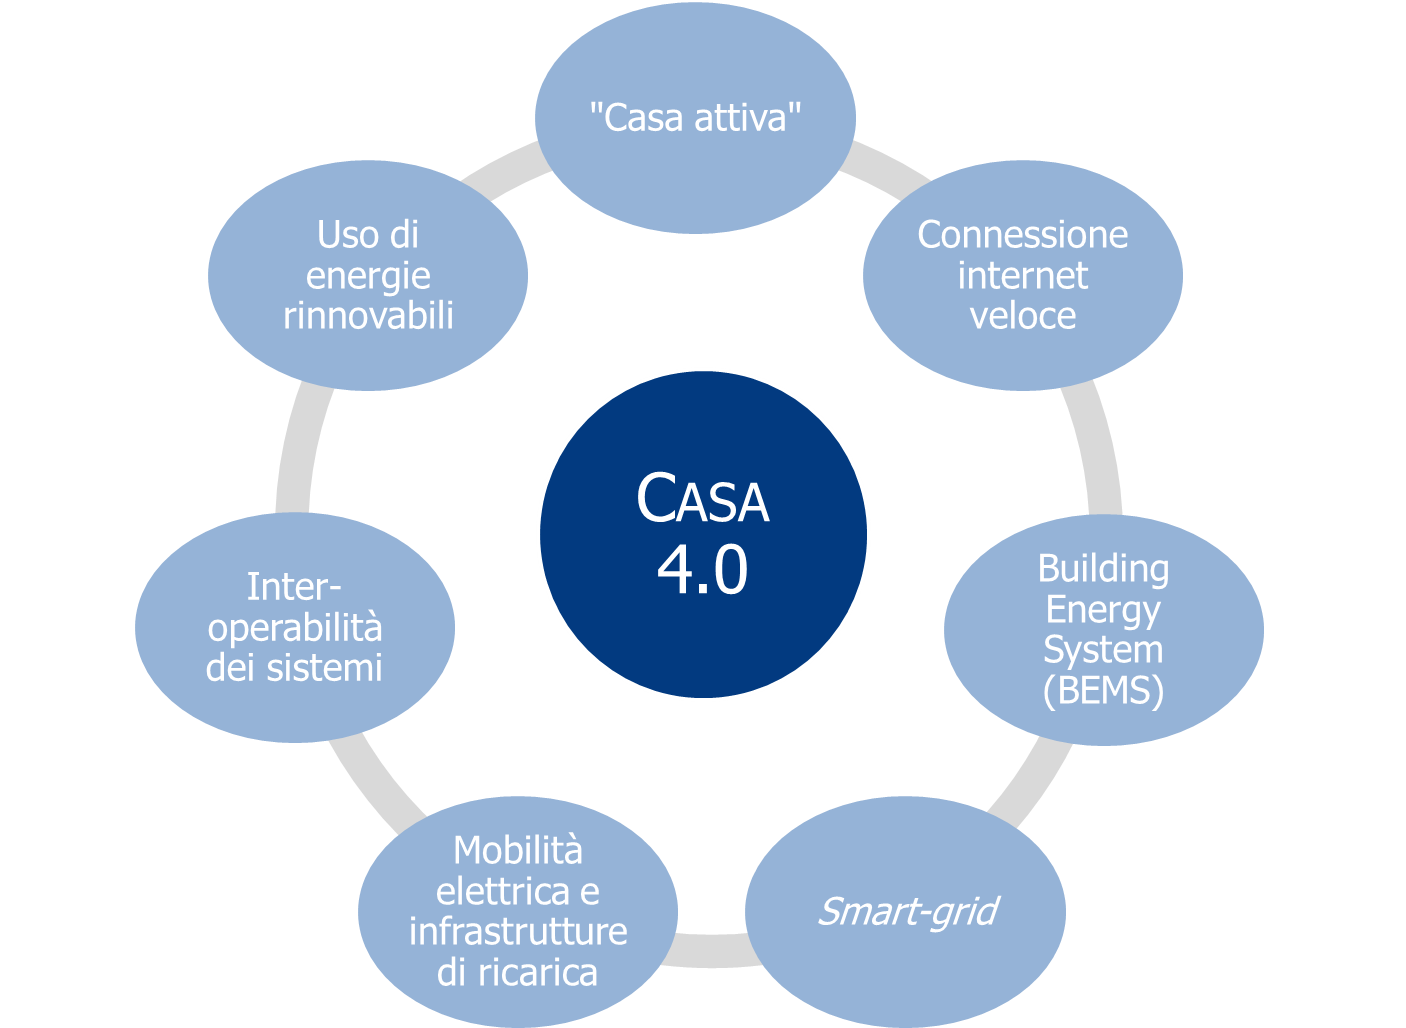 "Casa attiva"
Connessione
internet
veloce
Building
Energy
System
(BEMS)
Smart-grid
Mobilità
elettrica e
infrastrutture
di ricarica
Inter-
operabilità
dei sistemi
Uso di
energie
rinnovabili
CASA
4.0